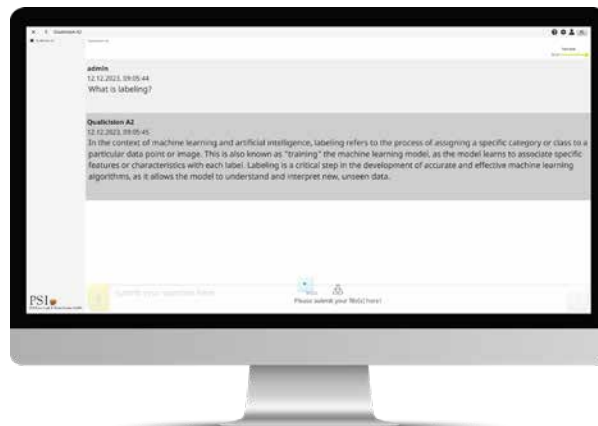 Qualicision A2
admin
12.12.2023, 09:05:44
What is labeling?
Qualicision A2
12.12.2023, 09:05:45
In the context of machine learning and artificial intelligence, labeling refers to the process of assigning a specific category or class to a
particular data point or image. This is also known as "training" the machine learning model, as the model learns to associate specific
features or characteristics with each label. Labeling is a critical step in the development of accurate and effective machine learning
algorithms, as it allows the model to understand and interpret new, unseen data.
Submit your question here
Please submit your file(s) here!
PSI